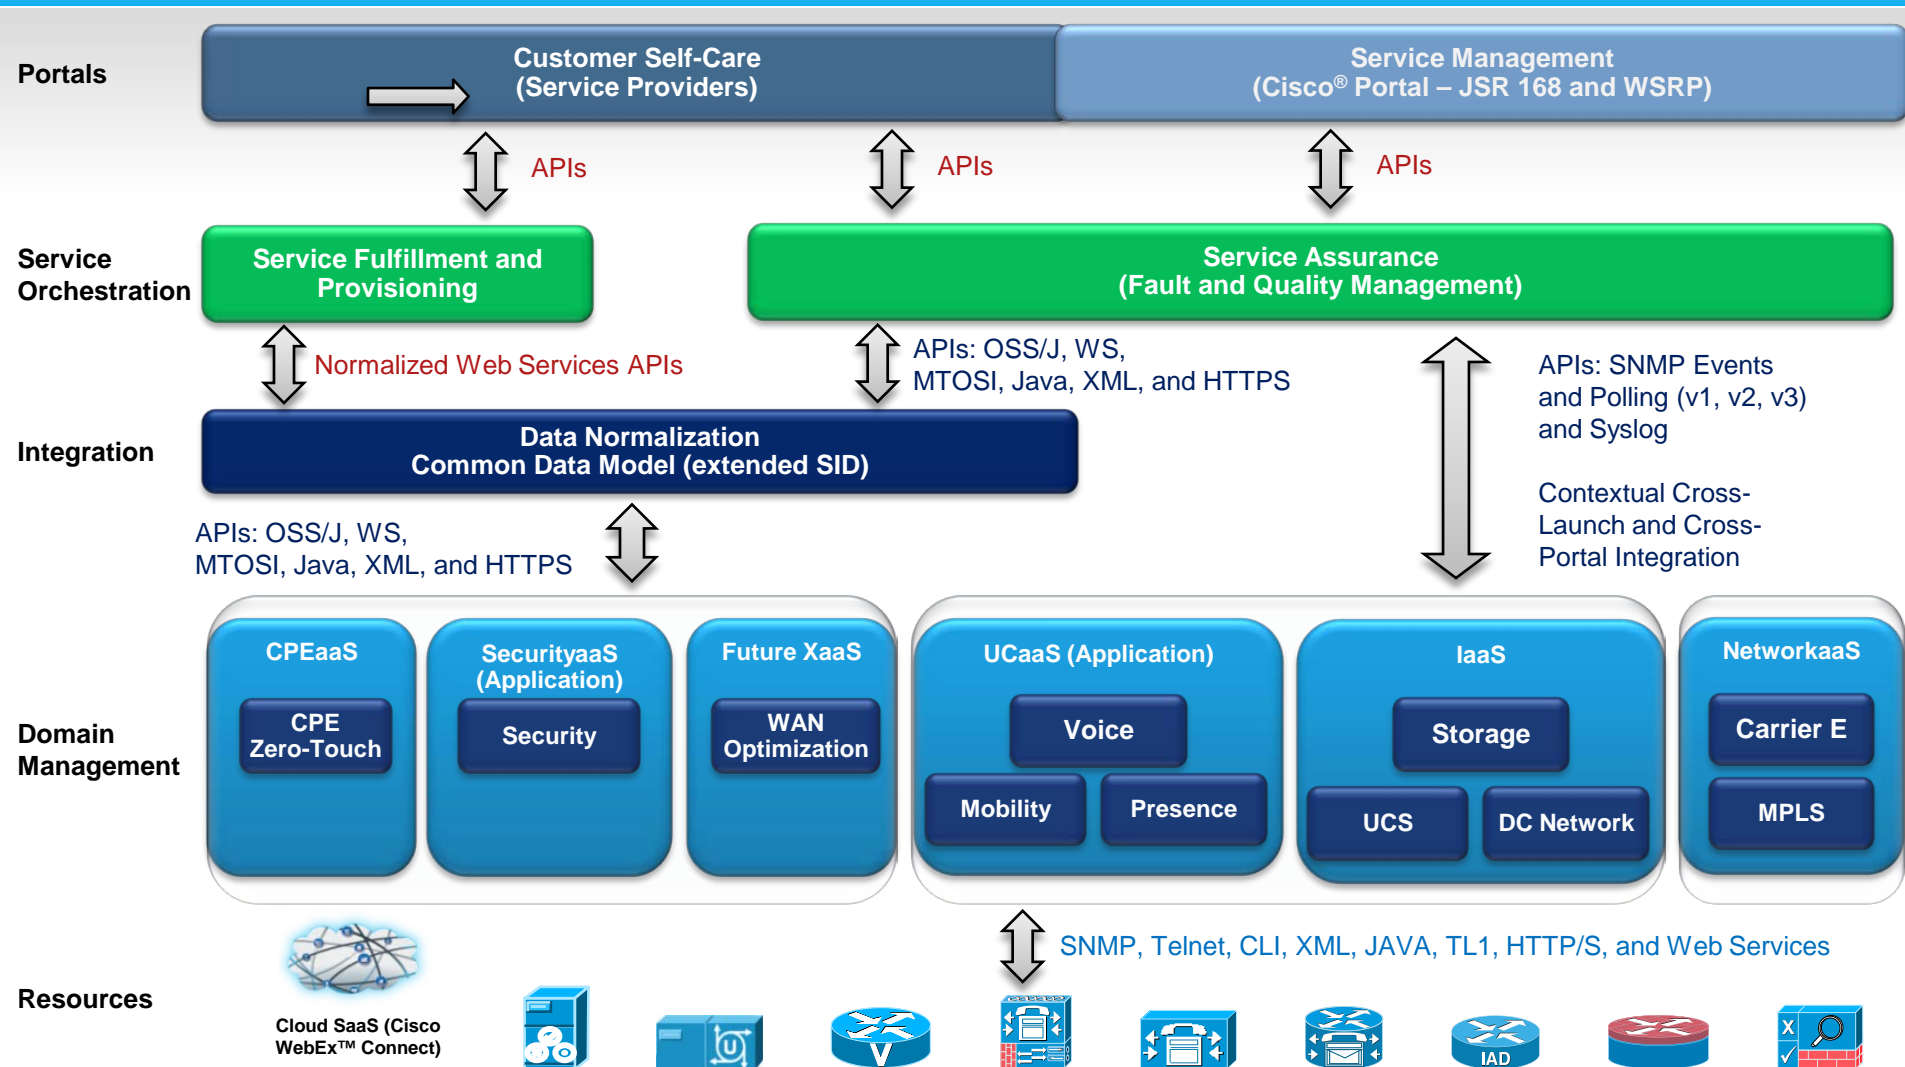 Portals
Customer Self-Care
(Service Providers)
Service Management
(Cisco® Portal – JSR 168 and WSRP)
APIs
APIs
APIs
Service
Orchestration
Service Fulfillment and
Provisioning
Service Assurance
(Fault and Quality Management)
Normalized Web Services APIs
APIs: OSS/J, WS,
MTOSI, Java, XML, and HTTPS
APIs: SNMP Events
and Polling (v1, v2, v3)
and Syslog
Contextual Cross-
Launch and Cross-
Portal Integration
Integration
Data Normalization
Common Data Model (extended SID)
APIs: OSS/J, WS,
MTOSI, Java, XML, and HTTPS
Domain
Management
CPEaaS
CPE
Zero-Touch
SecurityaaS
(Application)
Security
Future XaaS
WAN
Optimization
UCaaS (Application)
Voice
Mobility
Presence
IaaS
Storage
UCS
DC Network
NetworkaaS
Carrier E
MPLS
SNMP, Telnet, CLI, XML, JAVA, TL1, HTTP/S, and Web Services
Resources
Cloud SaaS (Cisco
WebEx™ Connect)
U
V
IAD
X